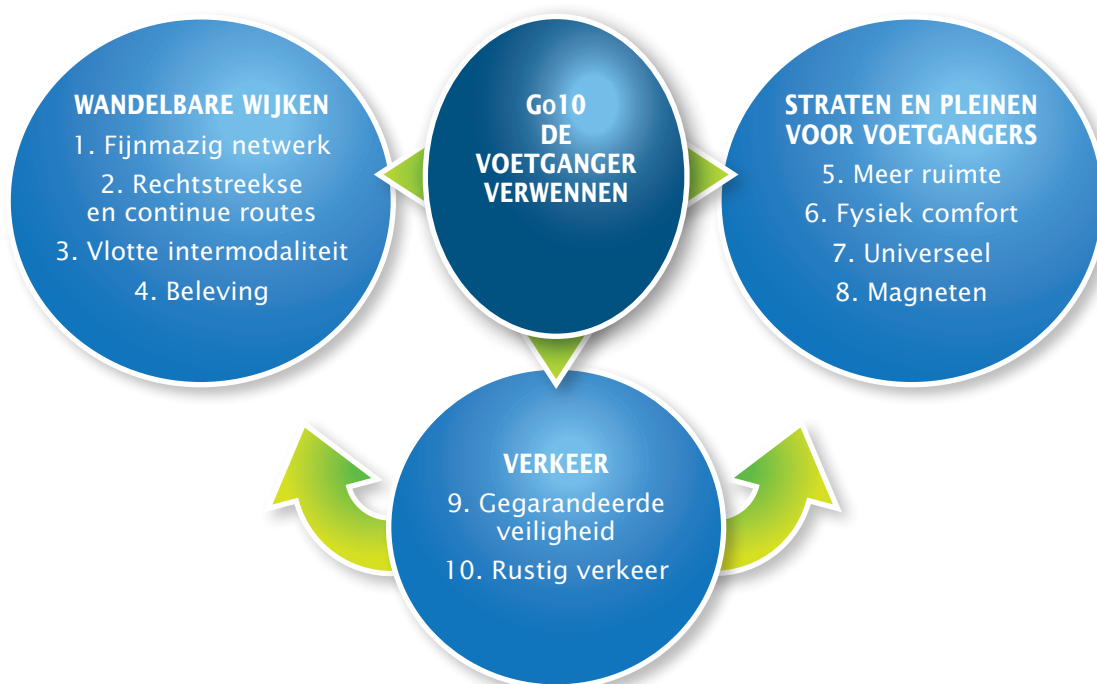 WANDELBARE WIJKEN
1. Fijnmazig netwerk
2. Rechtstreekse
en continue routes
3. Vlotte intermodaliteit
4. Beleving
Go10
DE
VOETGANGER
VERWENNEN
STRATEN EN PLEINEN
VOOR VOETGANGERS
5. Meer ruimte
6. Fysiek comfort
7. Universeel
8. Magneten
VERKEER
9. Gegarandeerde
veiligheid
10. Rustig verkeer